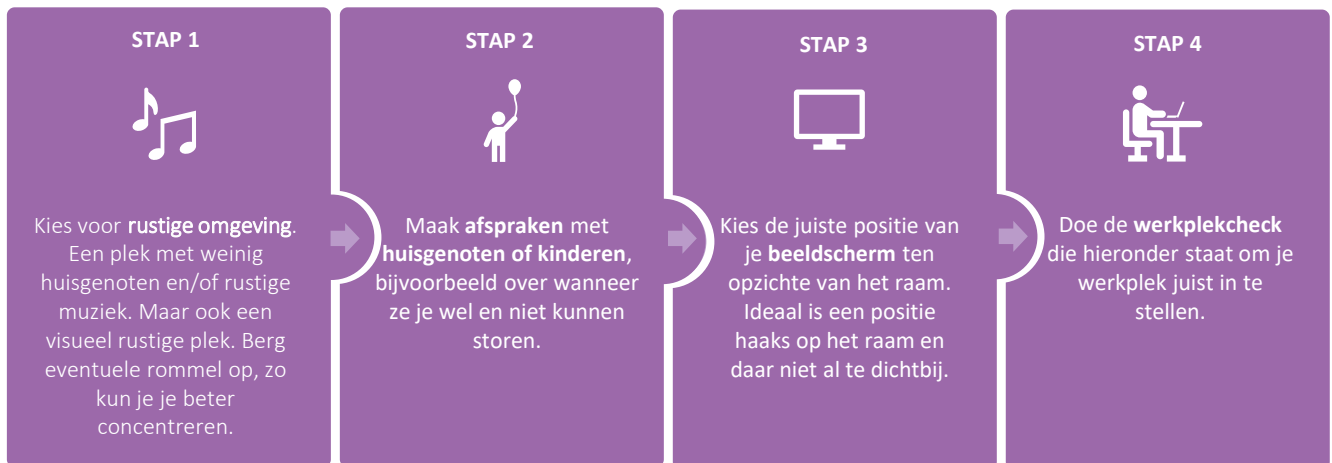 STAP 1
Kies voor rustige omgeving.
Een plek met weinig
huisgenoten en/of rustige
muziek. Maar ook een
visueel rustige plek. Berg
eventuele rommel op, zo
kun je je beter
concentreren.
STAP 2
Maak afspraken met
huisgenoten of kinderen,
bijvoorbeeld over wanneer
ze je wel en niet kunnen
storen.
STAP 3
Kies de juiste positie van
je beeldscherm ten
opzichte van het raam.
Ideaal is een positie
haaks op het raam en
daar niet al te dichtbij.
STAP 4
Doe de werkplekcheck
die hieronder staat om je
werkplek juist in te
stellen.